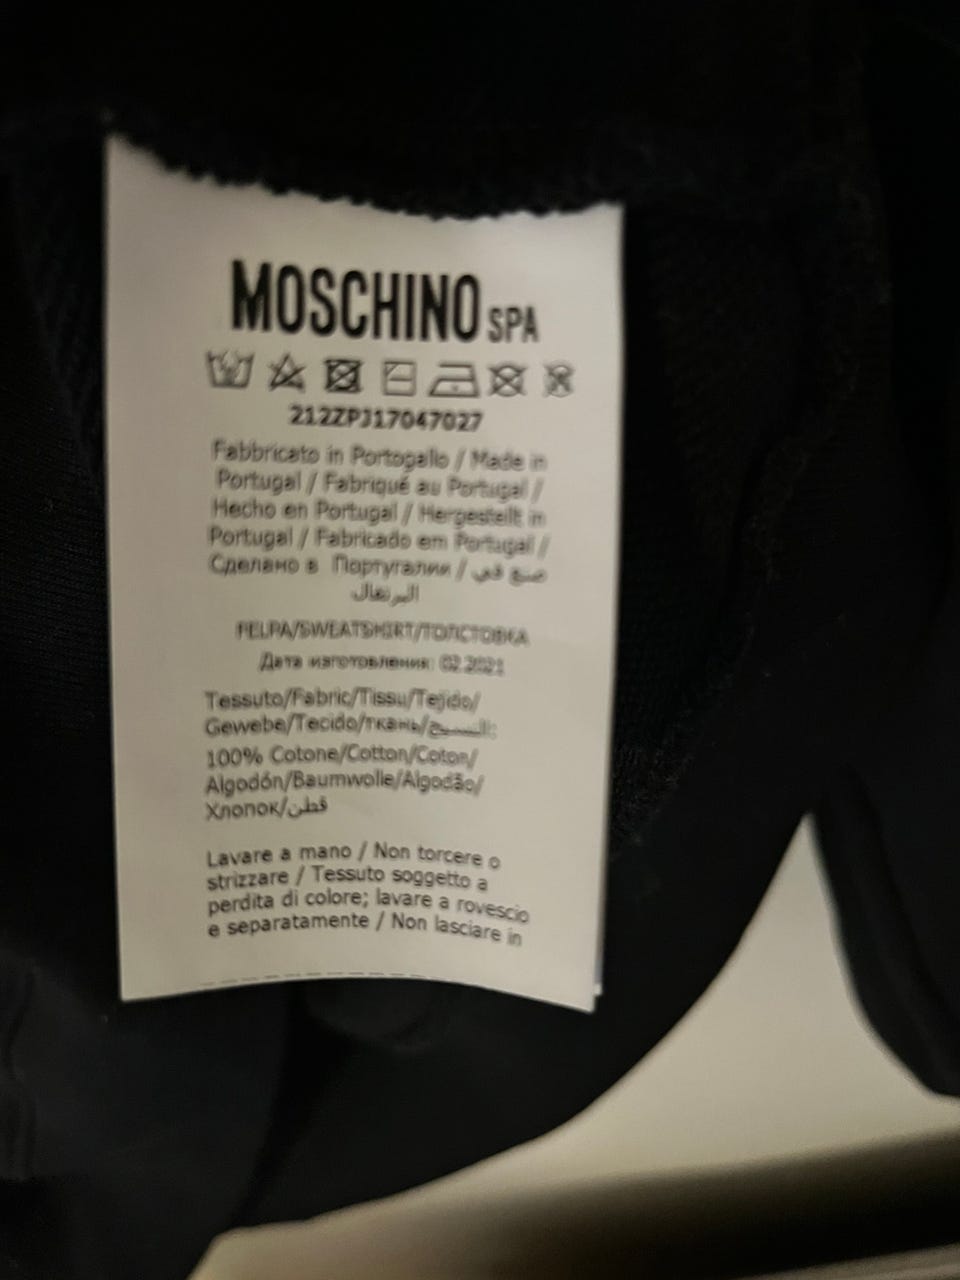 MOSCHINO SPA
212ZPJ17047027
Fabbricato in Portogallo / Made in
Portugal / Fabriqué au Portugal /
Hecho en Portugal / Hergestellt in
Portugal / Fabricado em Portugal /
Сделано в Португалии / صنع في
البرتغال
FELPA/SWEATSHIRT/ТОЛСТОВКА
Дата изготовления: 02.2021
Tessuto/Fabric/Tissu/Tejido/
Gewebe/Tecido/ткань/النسيج:
100% Cotone/Cotton/Coton/
Algodón/Baumwolle/Algodão/
Хлопок/قطن
Lavare a mano / Non torcere o
strizzare / Tessuto soggetto a
perdita di colore; lavare a rovescio
e separatamente / Non lasciare in